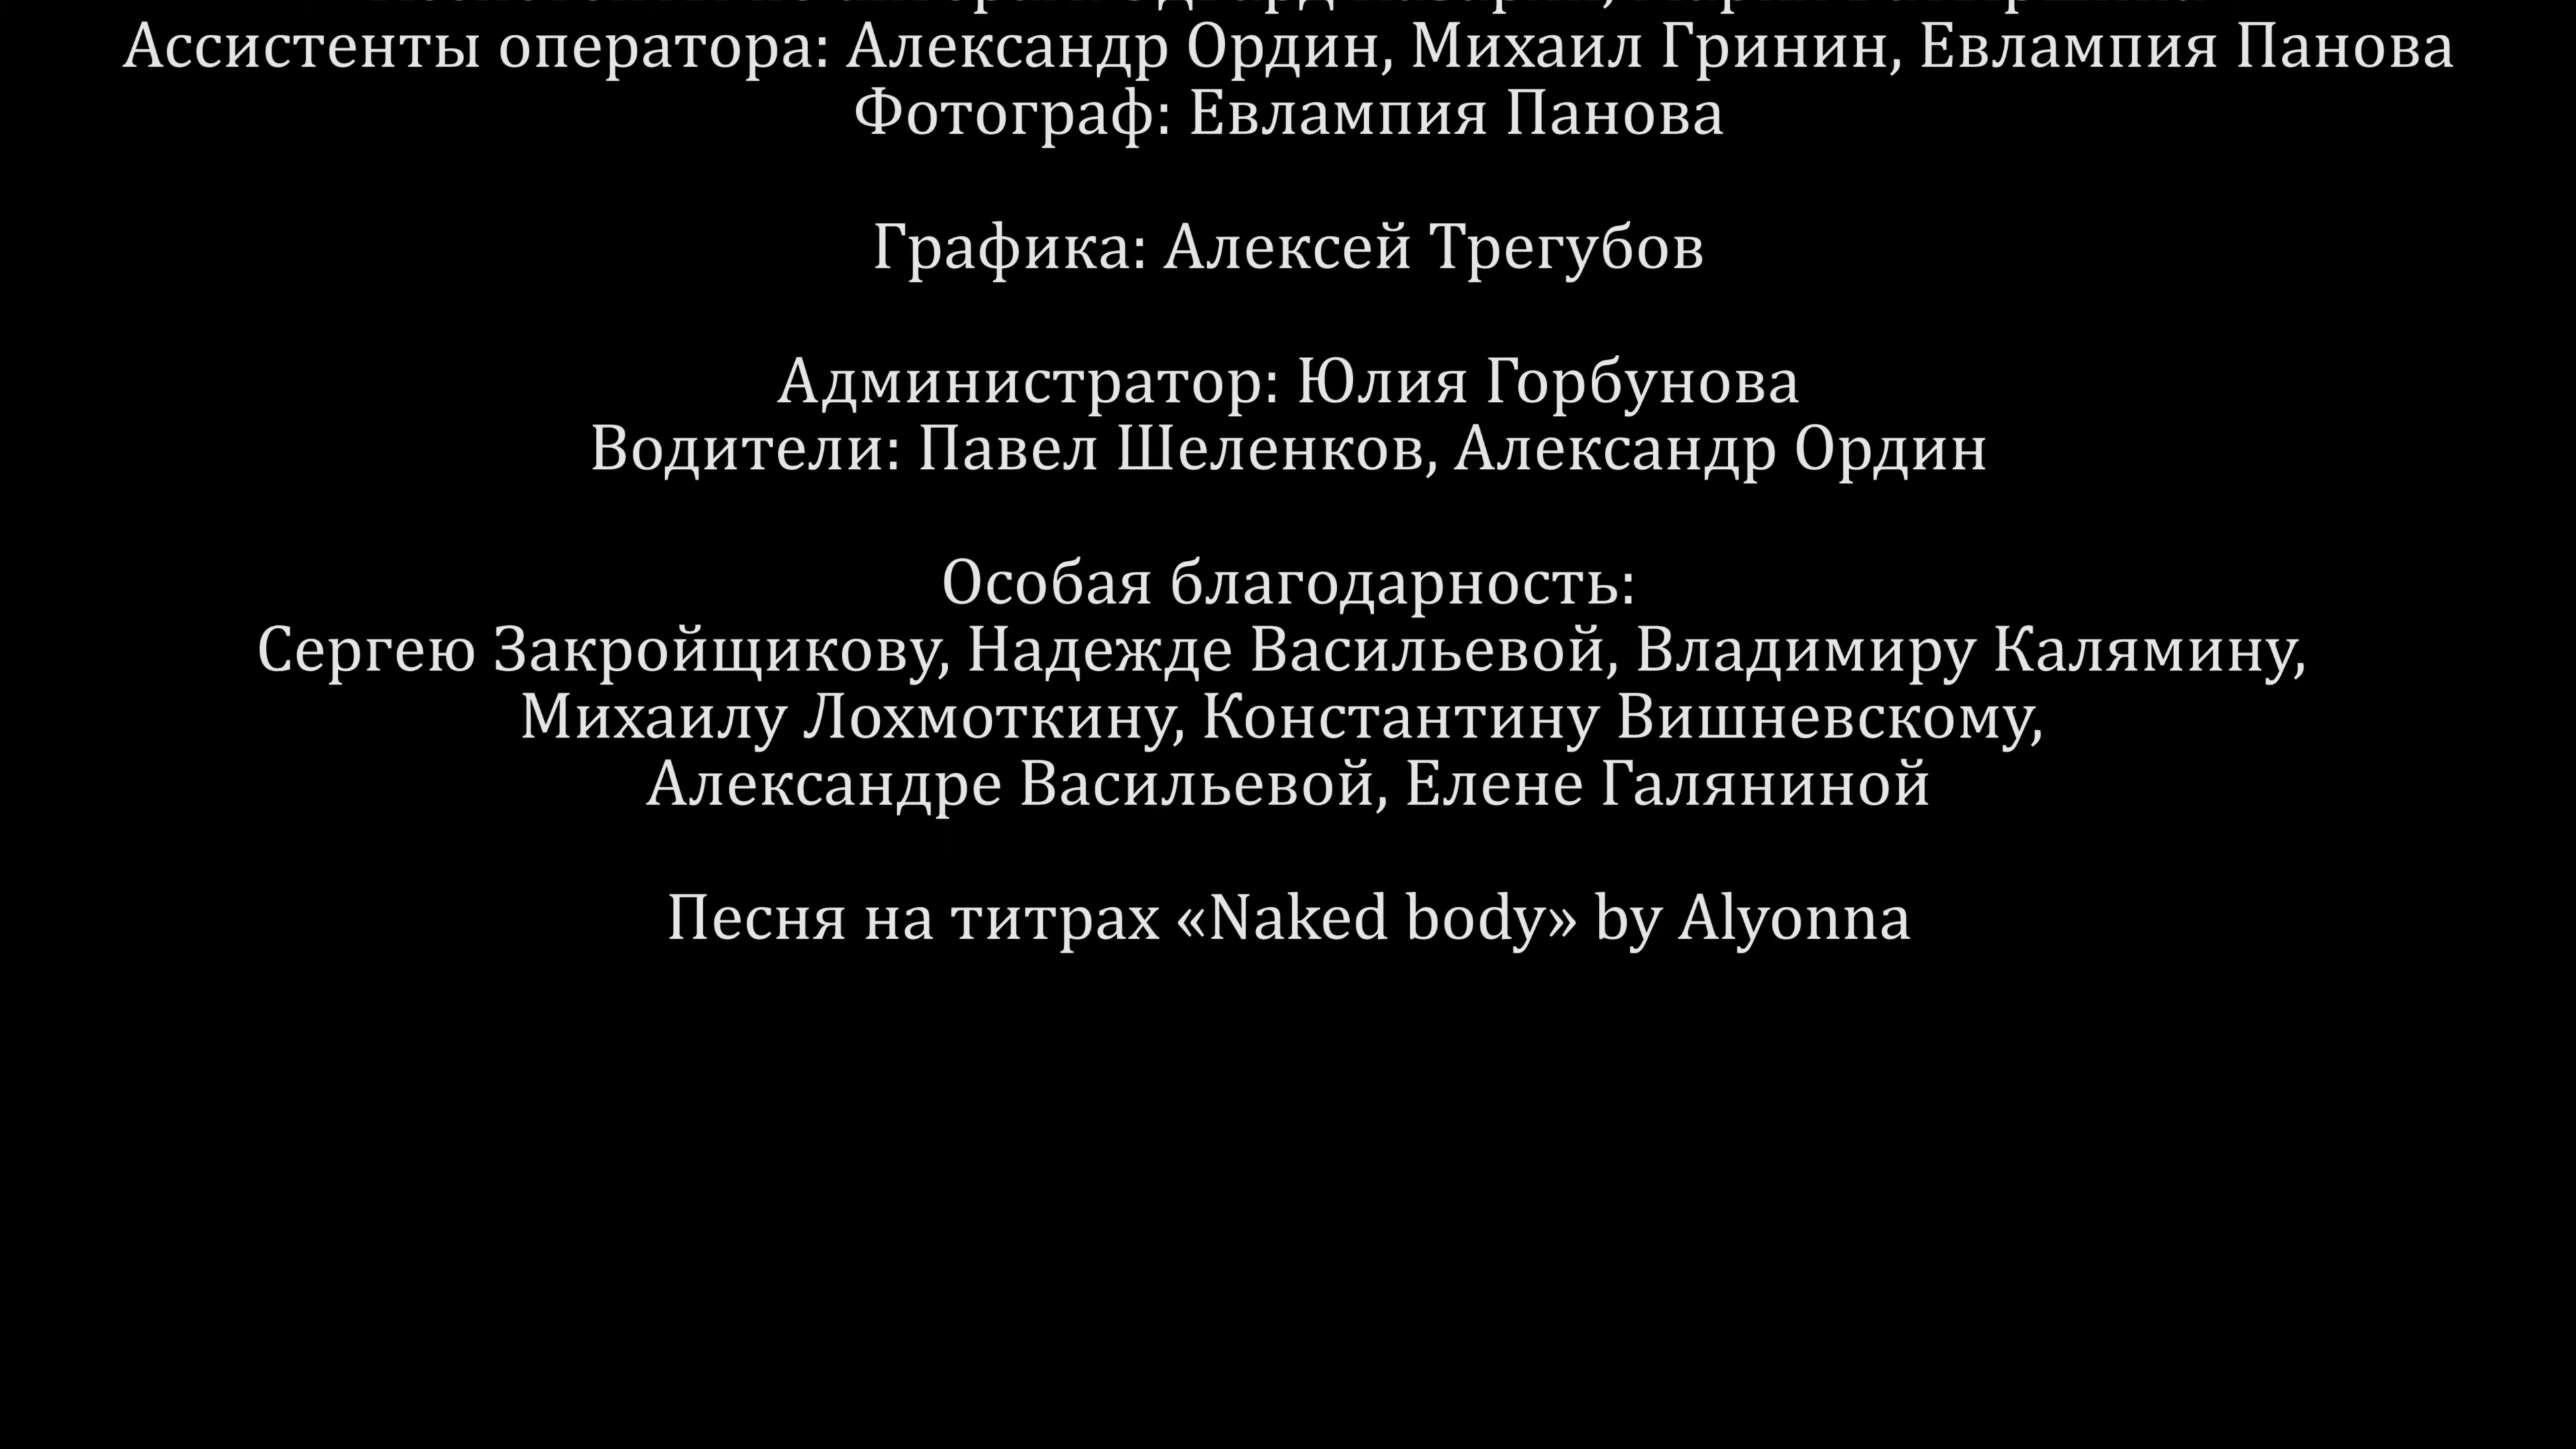 Ассистенты оператора: Александр Ордин, Михаил Гринин, Евлампия Панова
Фотограф: Евлампия Панова
Графика: Алексей Трегубов
Администратор: Юлия Горбунова
Водители: Павел Шеленков, Александр Ордин
Особая благодарность:
Сергею Закройщикову, Надежде Васильевой, Владимиру Калямину,
Михаилу Лохмоткину, Константину Вишневскому,
Александре Васильевой, Елене Галяниной
Песня на титрах «Naked body» by Alyonna